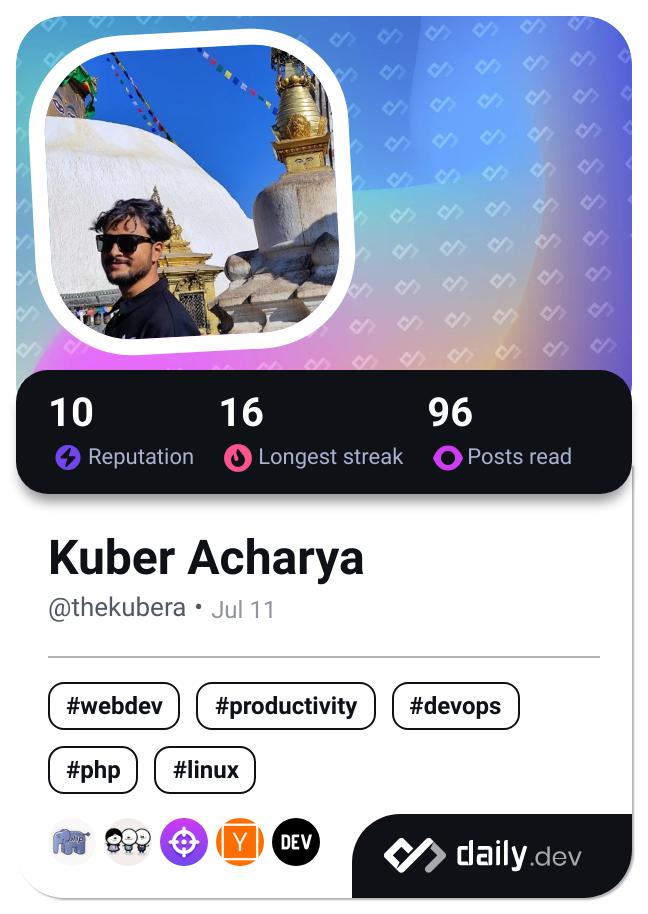 10 16 96
Reputation Longest streak Posts read
Kuber Acharya
@thekubera • Jul 11
#webdev #productivity #devops
#php #linux
php Y DEV
daily.dev